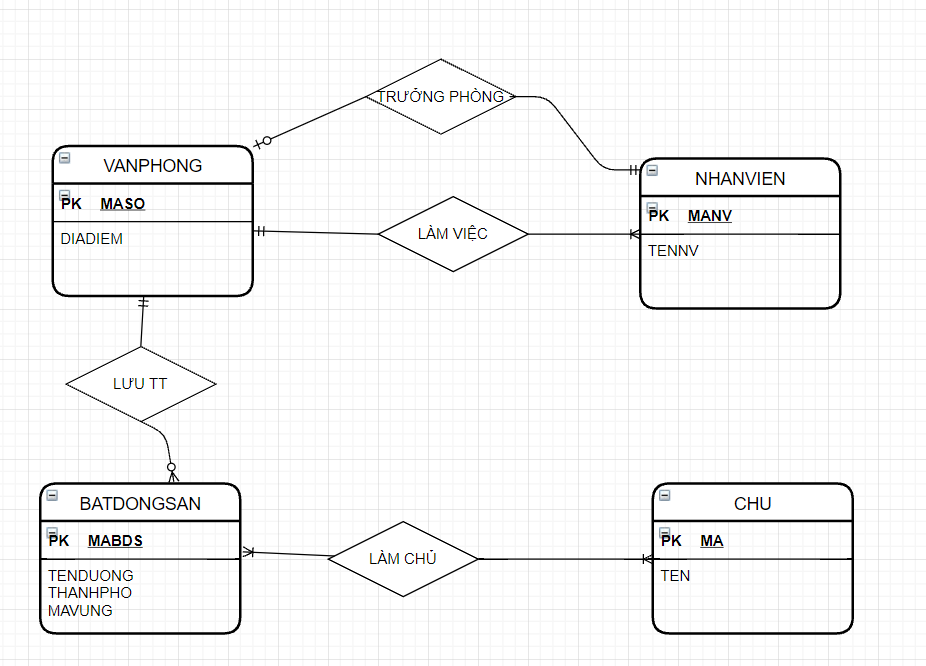 TRƯỞNG PHÒNG
VANPHONG
PK MASO
DIADIEM
NHANVIEN
PK MANV
TENNV
LÀM VIỆC
LƯU TT
BATDONGSAN
PK MABDS
TENDUONG
THANHPHO
MAVUNG
LÀM CHỦ
CHU
PK MA
TEN